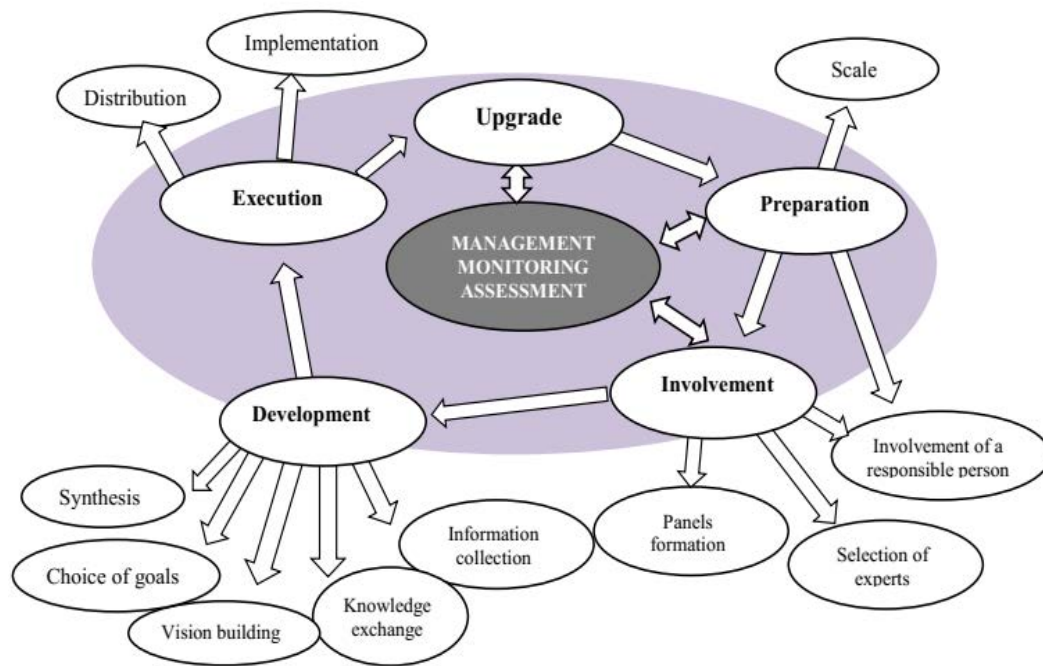 Implementation
Scale
Distribution
Upgrade
Execution
Preparation
MANAGEMENT
MONITORING
ASSESSMENT
Involvement
Development
Involvement of a
responsible person
Synthesis
Information
collection
Panels
formation
Selection of
experts
Choice of goals
Knowledge
exchange
Vision building